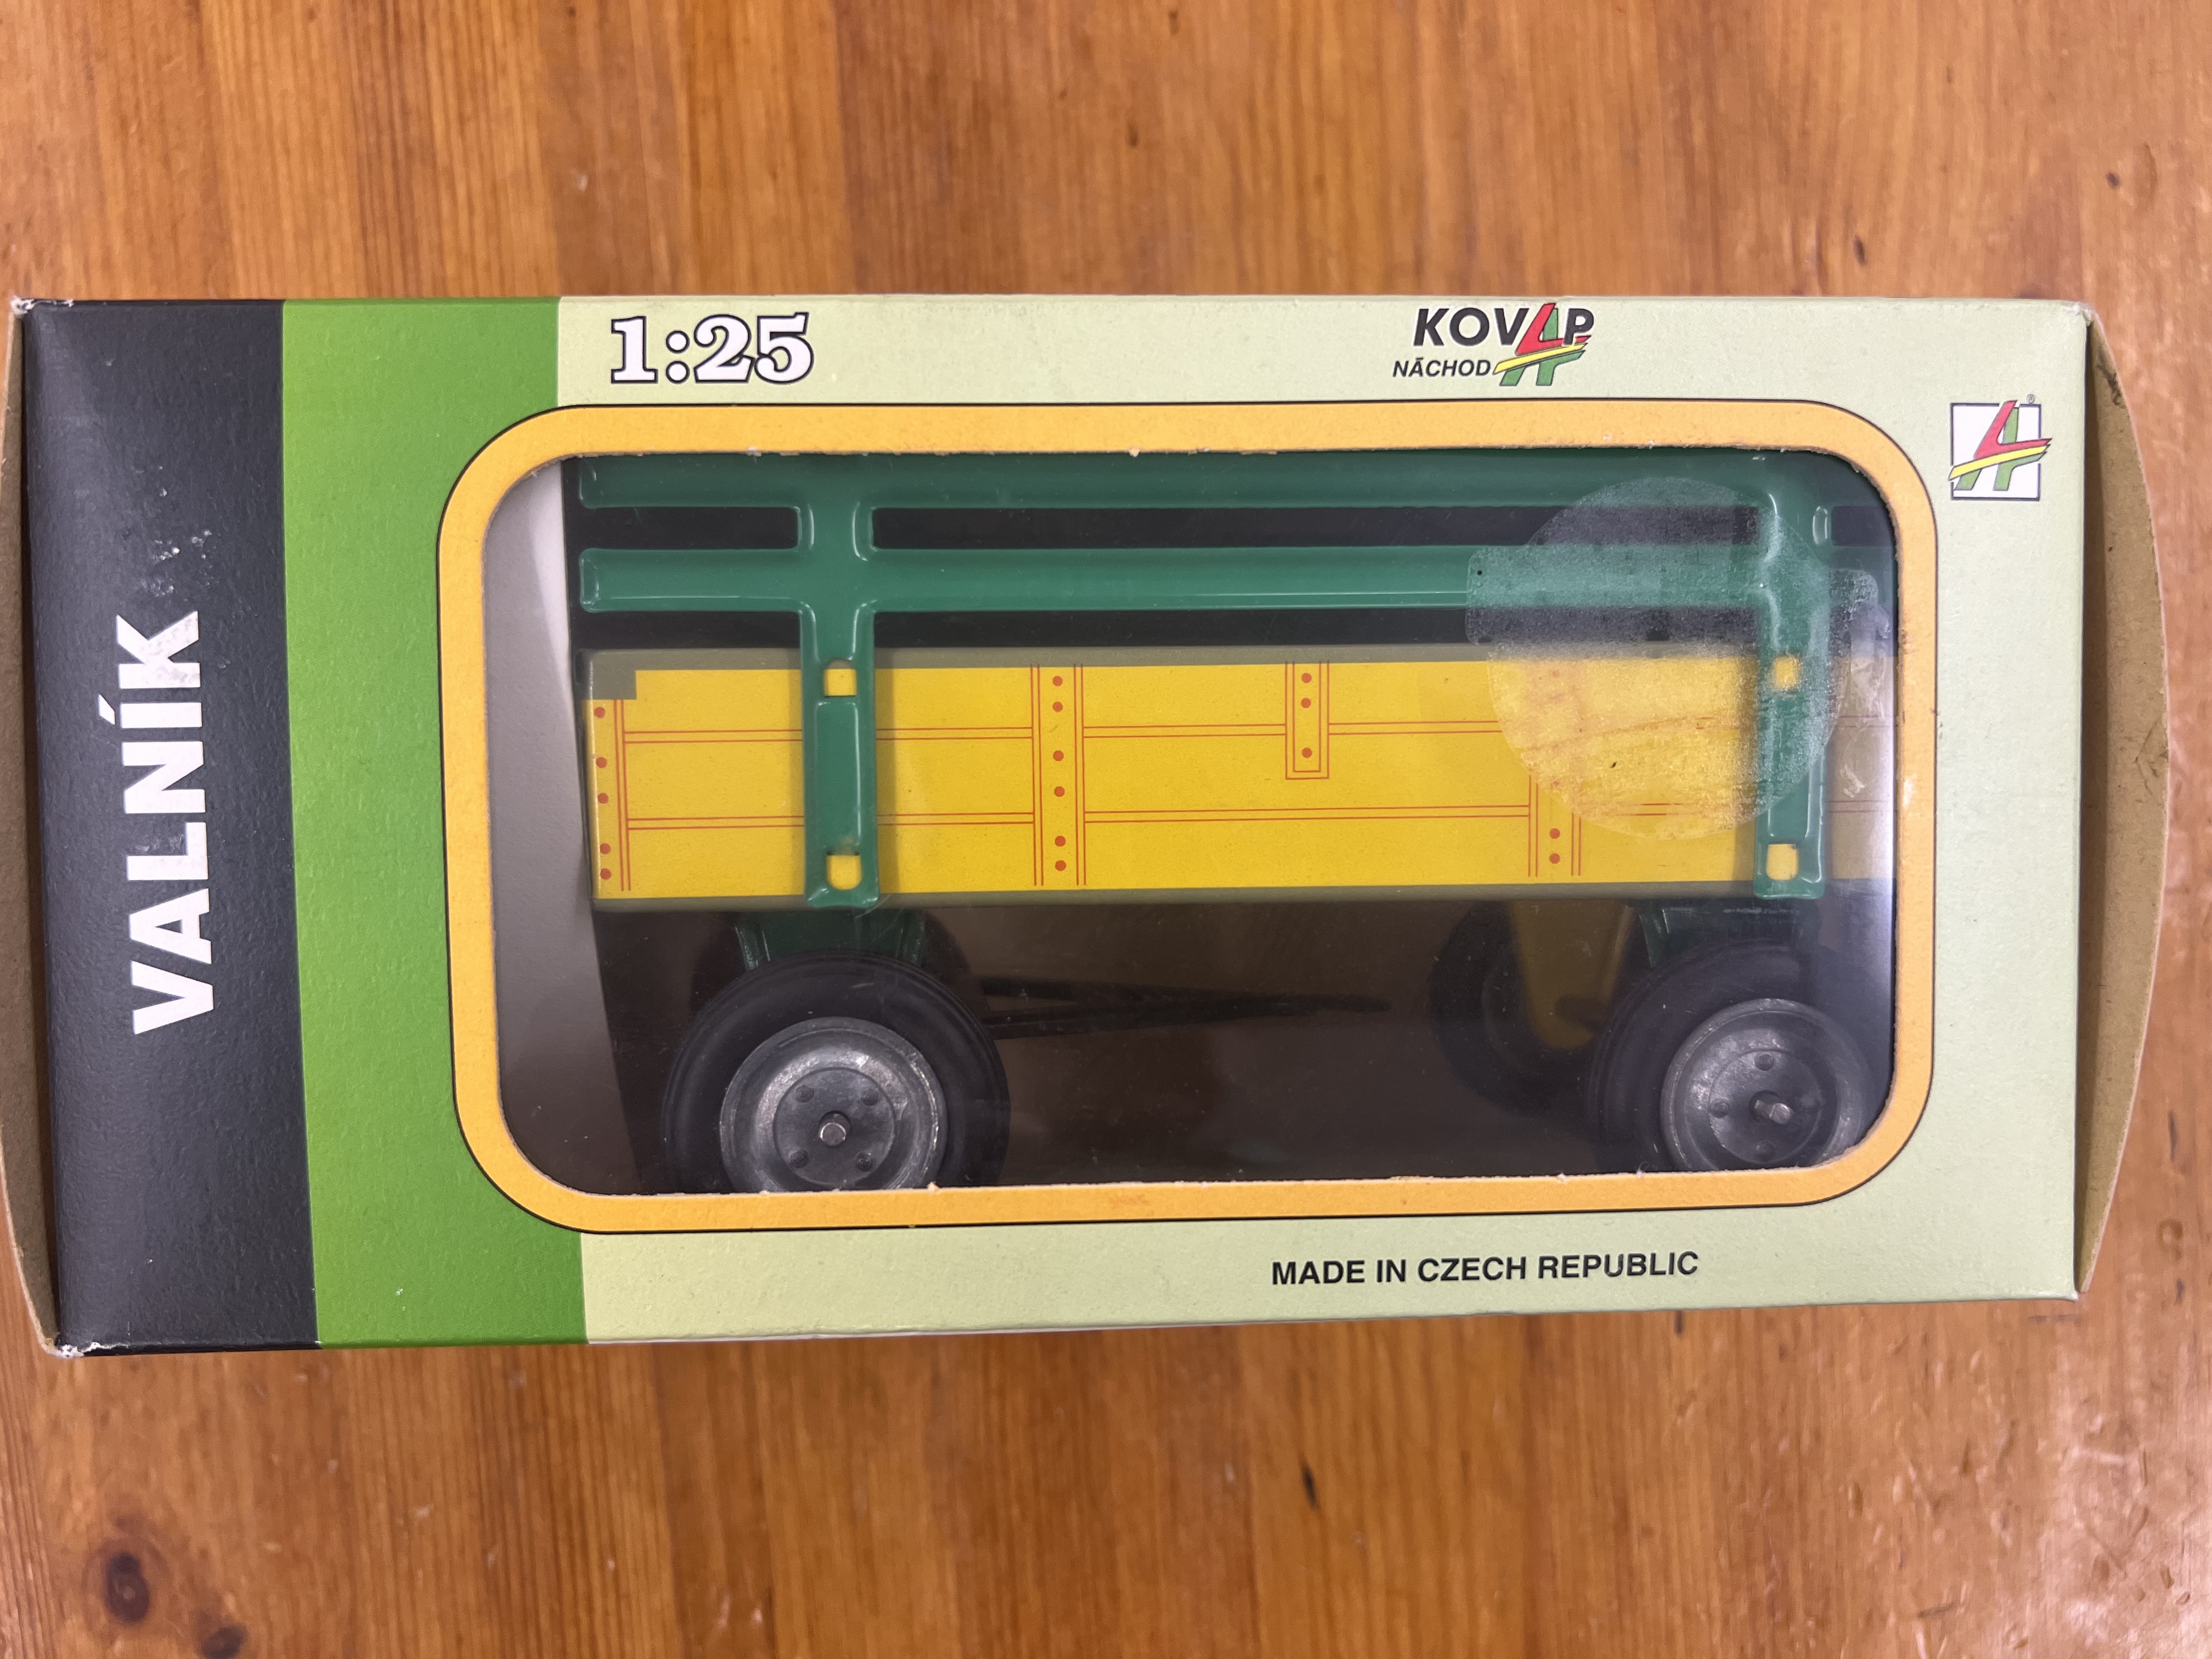 1:25
KOVAP
NÁCHOD
VALNÍK
MADE IN CZECH REPUBLIC